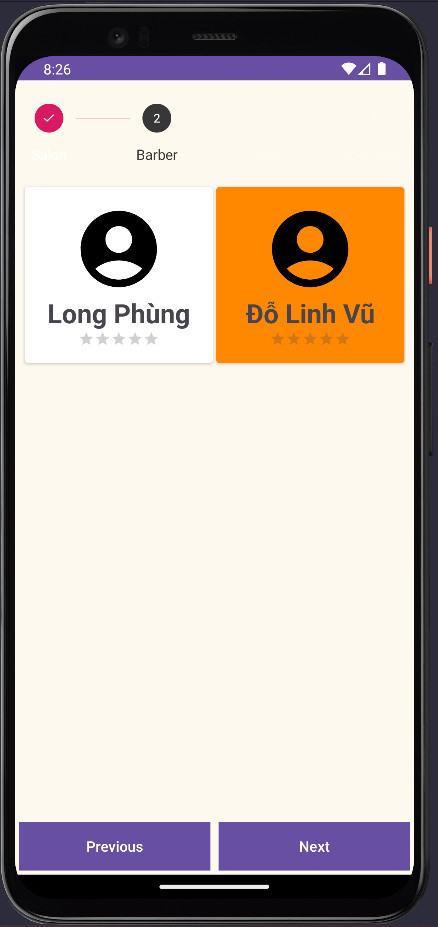 8:26
2
Salon
Barber
Long Phùng
Đỗ Linh Vũ
Previous
Next